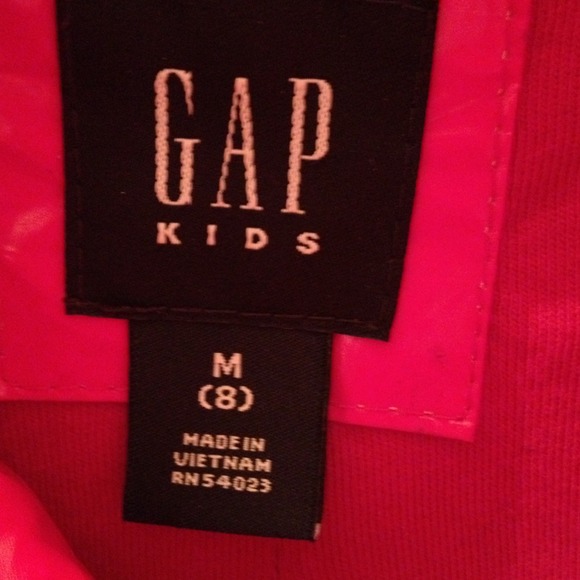 GAP
KIDS
M
(8)
MADE IN
VIETNAM
RN54023